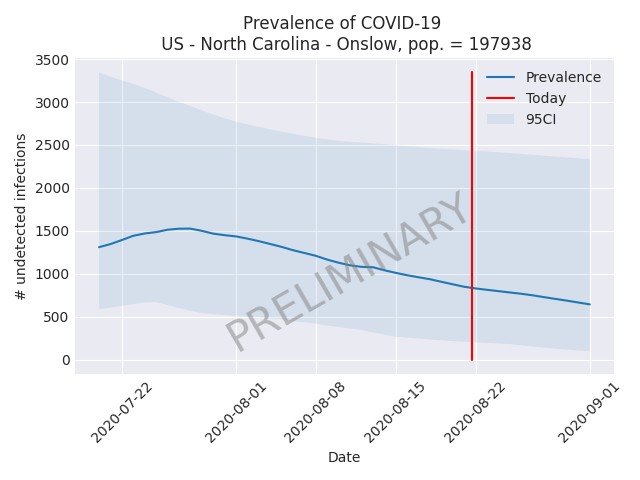 Prevalence of COVID-19
US - North Carolina - Onslow, pop. = 197938
3500
3000
2500
2000
1500
1000
500
0
# undetected infections
Prevalence
Today
95CI
PRELIMINARY
2020-07-22
2020-08-01
2020-08-08
2020-08-15
2020-08-22
2020-09-01
Date